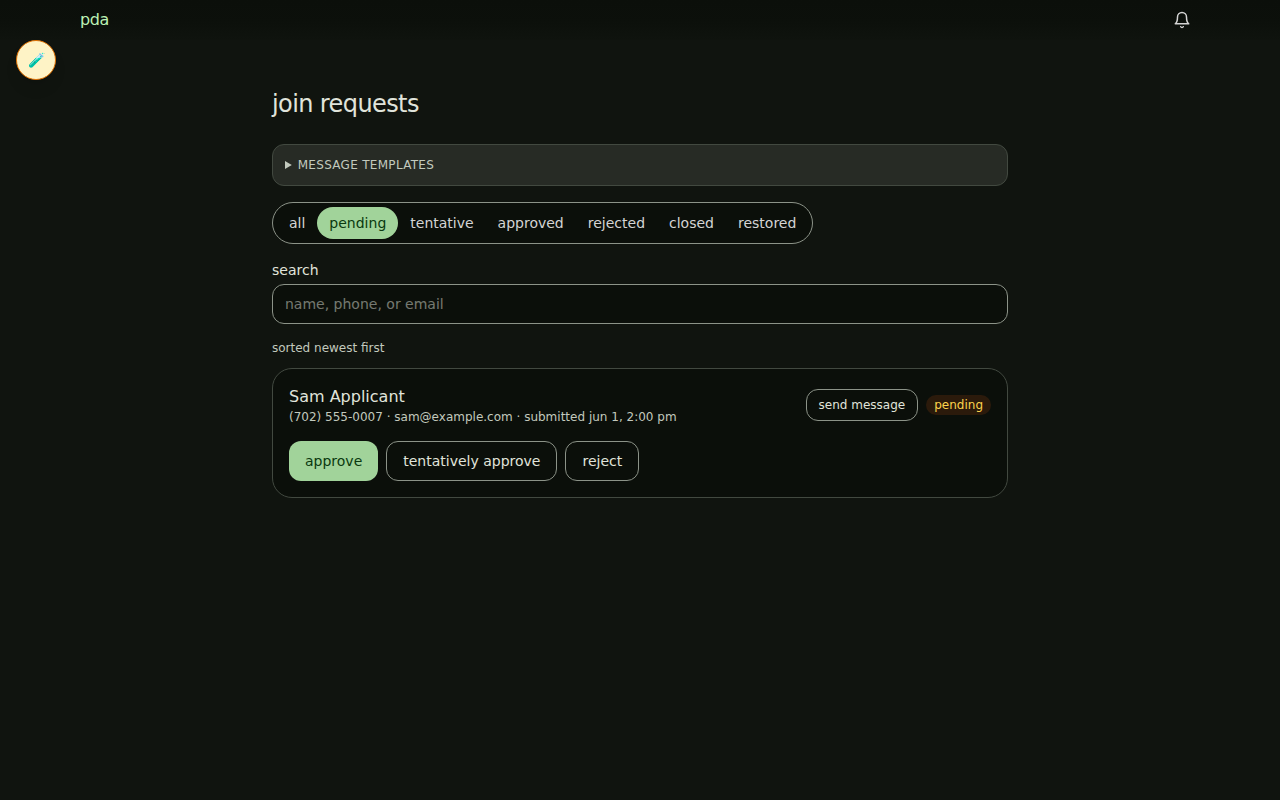 pda
join requests
MESSAGE TEMPLATES
all pending tentative approved rejected closed restored
search
name, phone, or email
sorted newest first
Sam Applicant
(702) 555-0007 · sam@example.com · submitted jun 1, 2:00 pm
send message pending
approve tentatively approve reject